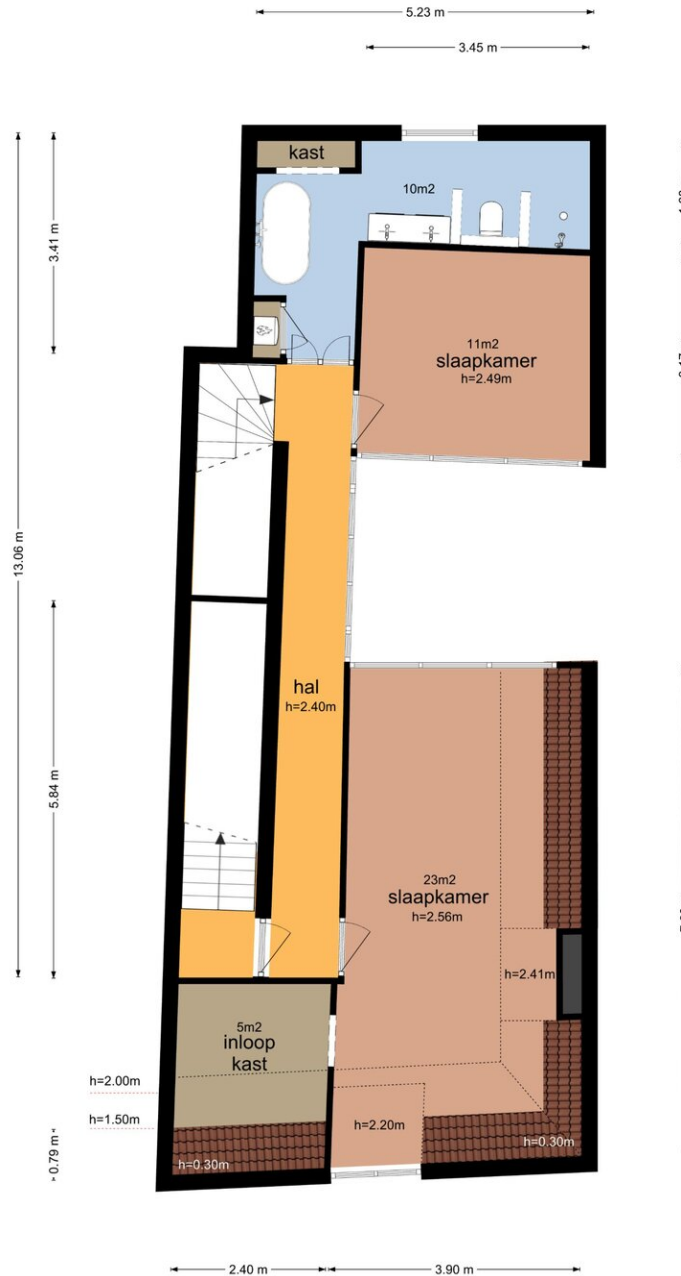 5.23 m
3.45 m
kast
10m2
3.41 m
11m2
slaapkamer
h=2.49m
13.06 m
hal
h=2.40m
5.84 m
23m2
slaapkamer
h=2.56m
h=2.41m
5m2
inloop
kast
h=2.00m
h=1.50m
h=2.20m
0.79 m
h=0.30m
h=0.30m
2.40 m
3.90 m